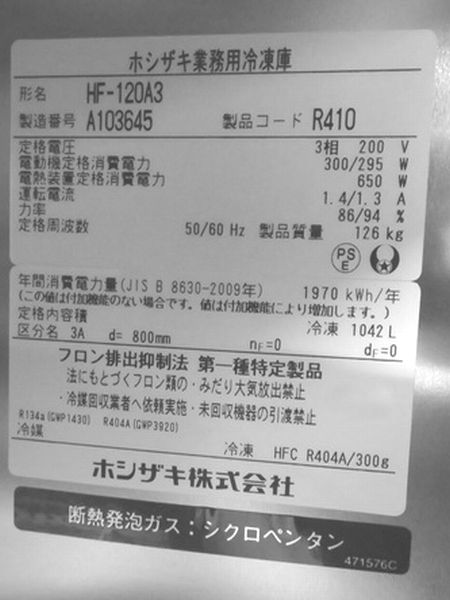 ホシザキ業務用冷凍庫
形名 HF-120A3
製造番号 A103645 製品コード R410
定格電圧 3相 200 V
電動機定格消費電力 300/295 W
電熱装置定格消費電力 650 W
運転電流 1.4/1.3 A
力率 86/94 %
定格周波数 50/60 Hz 製品質量 126 kg
PS E
年間消費電力量(JIS B 8630-2009年) 1970 kWh/年
(この値は付加機能のない場合です。値は付加機能により増加します。)
定格内容積 冷凍 1042 L
区分名 3A d= 800mm nF=0 dF=0
フロン排出抑制法 第一種特定製品
法にもとづくフロン類の・みだり大気放出禁止
・冷媒回収業者へ依頼実施・未回収機器の引渡禁止
R134a(GWP1430) R404A(GWP3920)
冷媒 冷凍 HFC R404A/300g
ホシザキ株式会社
断熱発泡ガス:シクロペンタン
471576C